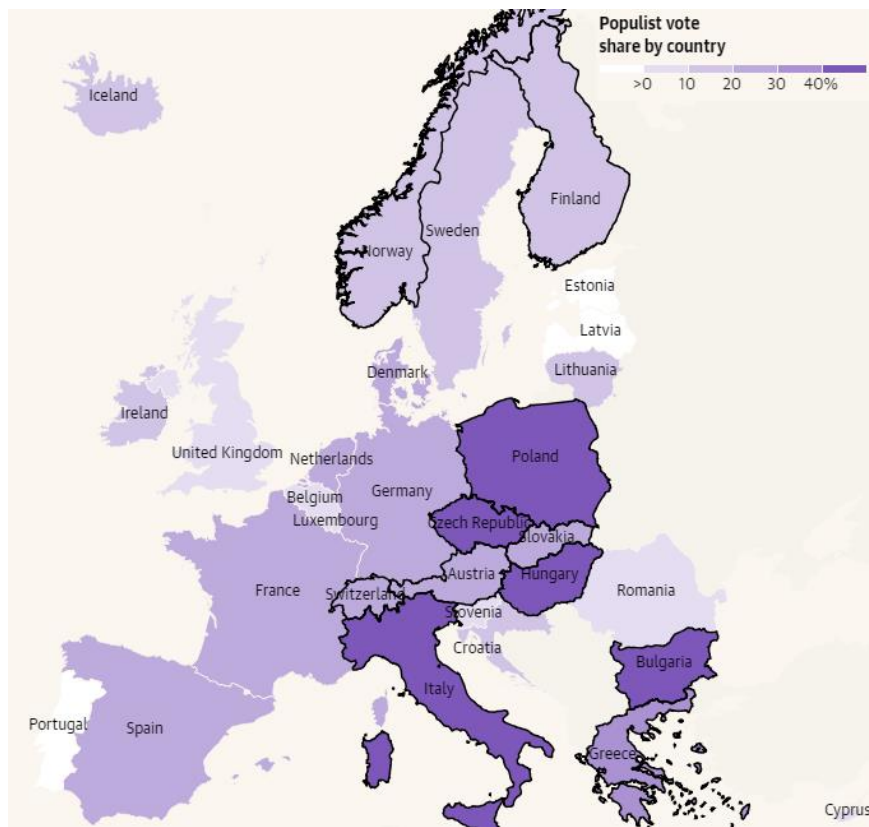 Populist vote
share by country
>0 10 20 30 40%
Iceland
Finland
Sweden
Norway
Estonia
Latvia
Lithuania
Denmark
Ireland
United Kingdom
Netherlands
Poland
Germany
Belgium
Luxembourg
Czech Republic
Slovakia
Austria
Hungary
France
Switzerland
Romania
Slovenia
Croatia
Bulgaria
Italy
Portugal
Spain
Greece
Cyprus